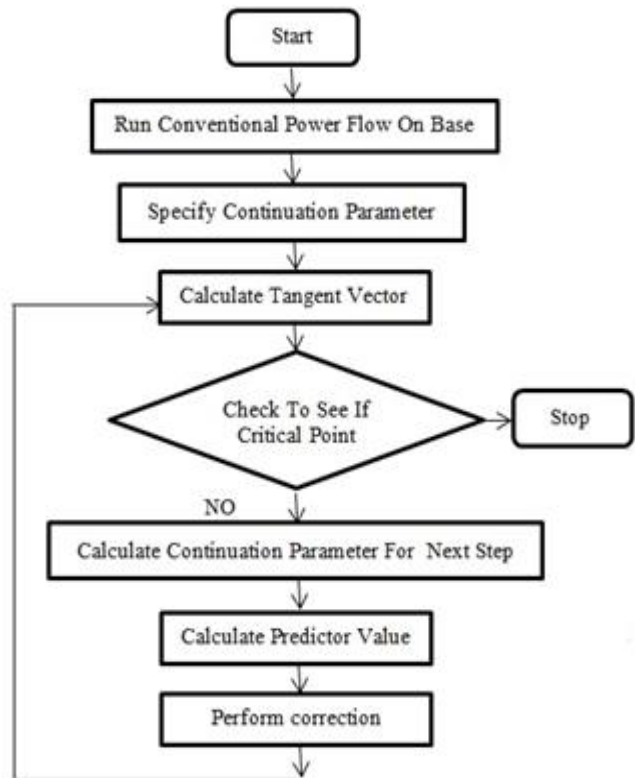 Start
Run Conventional Power Flow On Base
Specify Continuation Parameter
Calculate Tangent Vector
Check To See If
Critical Point
Stop
NO
Calculate Continuation Parameter For Next Step
Calculate Predictor Value
Perform correction